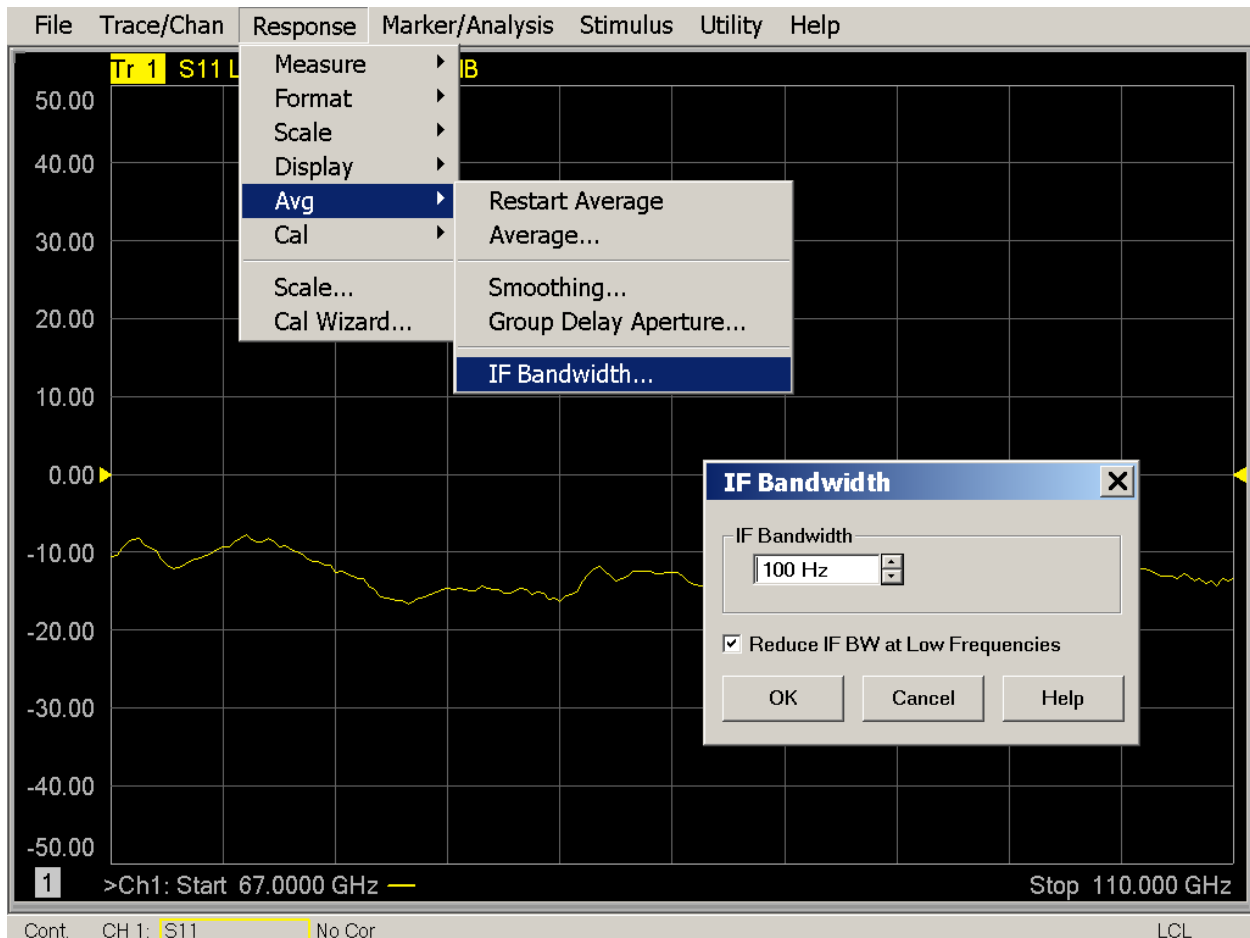 File Trace/Chan Response Marker/Analysis Stimulus Utility Help
Tr 1 S11 L
Measure
Format
Scale
Display
Avg
Cal
Scale...
Cal Wizard...
Restart Average
Average...
Smoothing...
Group Delay Aperture...
IF Bandwidth...
50.00
40.00
30.00
20.00
10.00
0.00
-10.00
-20.00
-30.00
-40.00
-50.00
IF Bandwidth
IF Bandwidth
100 Hz
Reduce IF BW at Low Frequencies
OK Cancel Help
1 >Ch1: Start 67.0000 GHz Stop 110.000 GHz
Cont. CH 1: S11 No Cor LCL